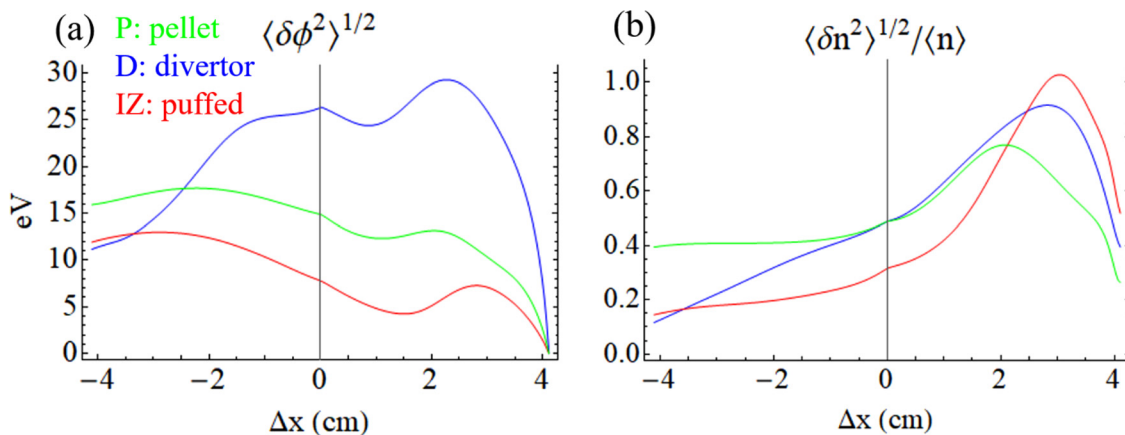 (a) P: pellet ⟨δϕ²⟩^{1/2}
D: divertor
IZ: puffed
30
25
20
15
10
5
0
eV
−4 −2 0 2 4
Δx (cm)
(b) ⟨δn²⟩^{1/2}/⟨n⟩
1.0
0.8
0.6
0.4
0.2
0.0
−4 −2 0 2 4
Δx (cm)